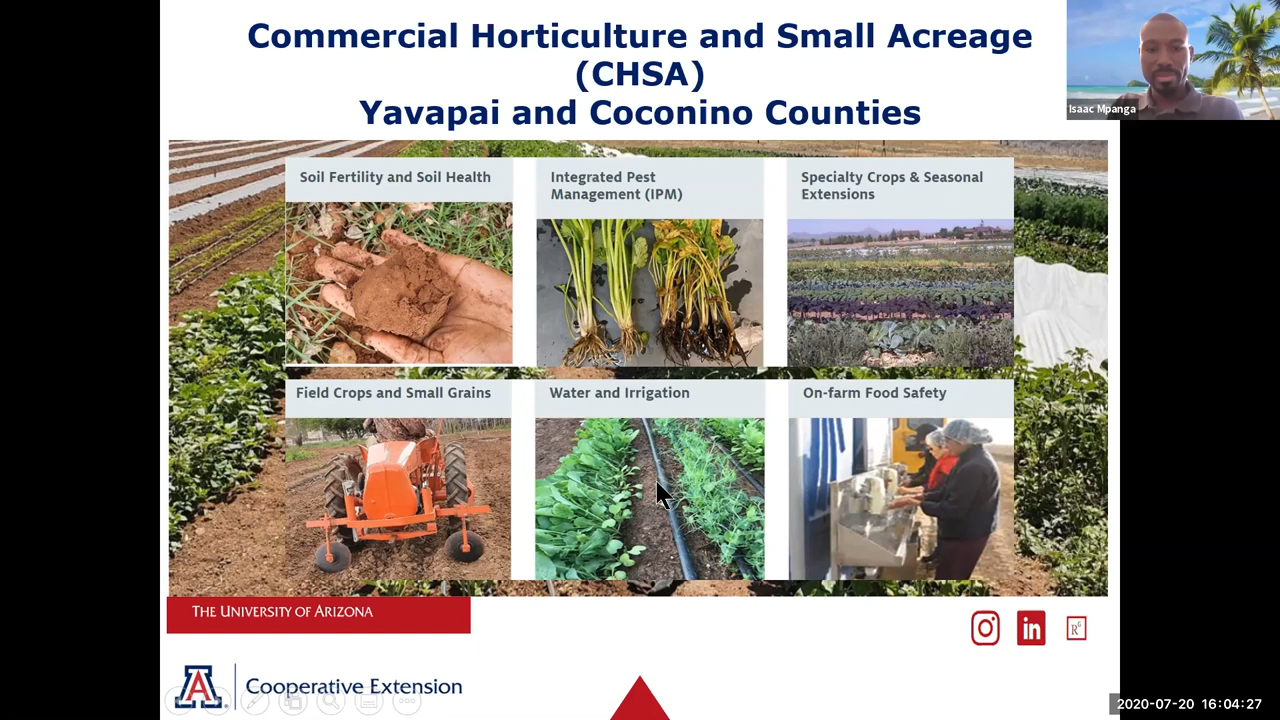 Commercial Horticulture and Small Acreage
(CHSA)
Yavapai and Coconino Counties
Isaac Mpanga
Soil Fertility and Soil Health
Integrated Pest
Management (IPM)
Specialty Crops & Seasonal
Extensions
Field Crops and Small Grains
Water and Irrigation
On-farm Food Safety
THE UNIVERSITY OF ARIZONA
in
RG
A
Cooperative Extension
2020-07-20 16:04:27